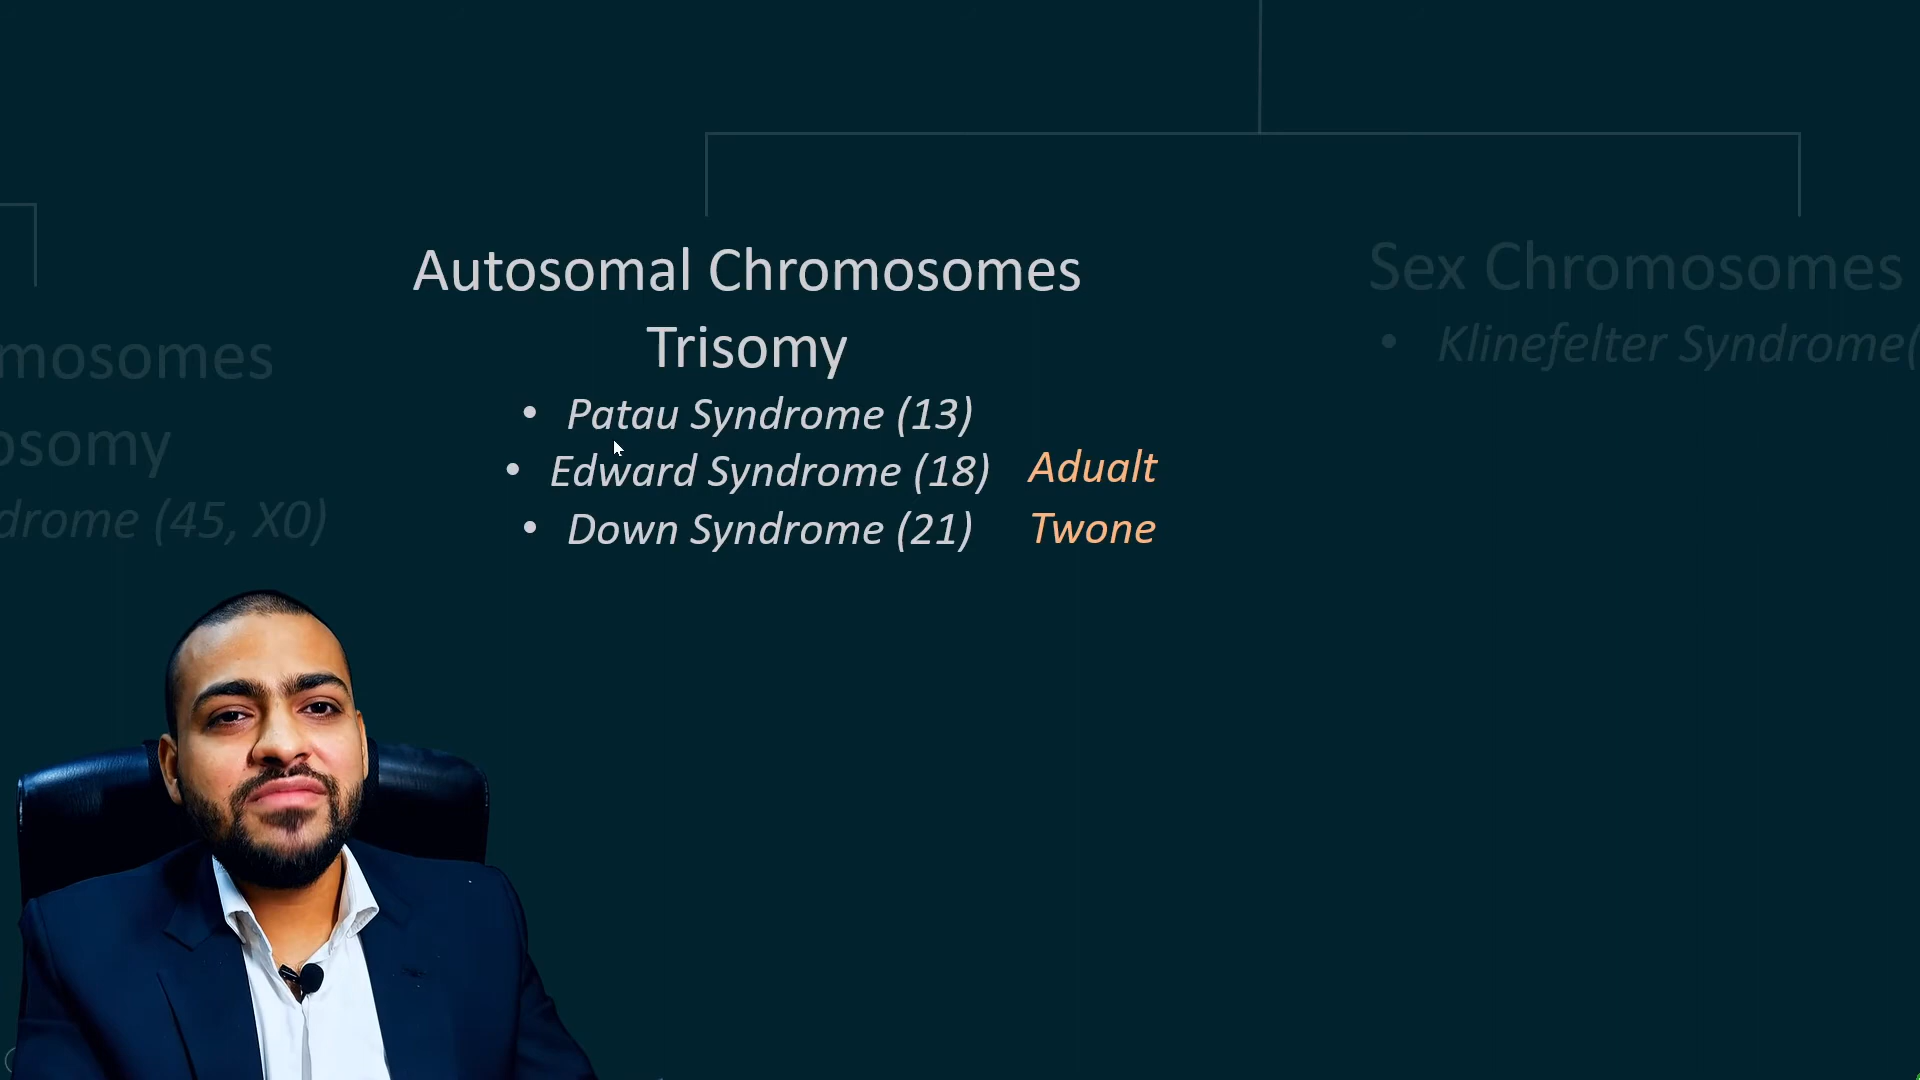 Autosomal Chromosomes
Trisomy
• Patau Syndrome (13)
• Edward Syndrome (18) Adualt
• Down Syndrome (21) Twone
Sex Chromosomes
• Klinefelter Syndrome(
mosomes
osomy
drome (45, X0)